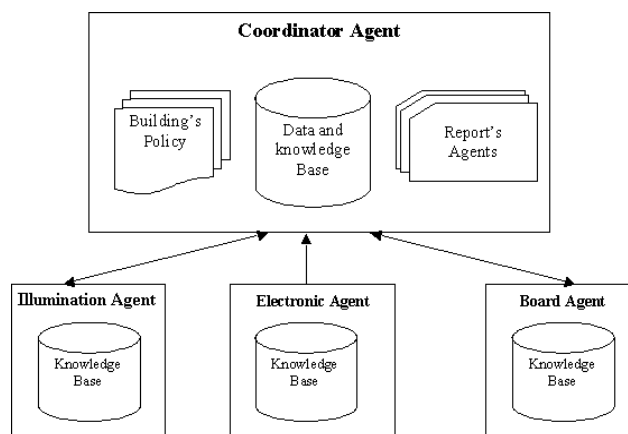 Coordinator Agent
Building's
Policy
Data and
knowledge
Base
Report's
Agents
Illumination Agent
Knowledge
Base
Electronic Agent
Knowledge
Base
Board Agent
Knowledge
Base